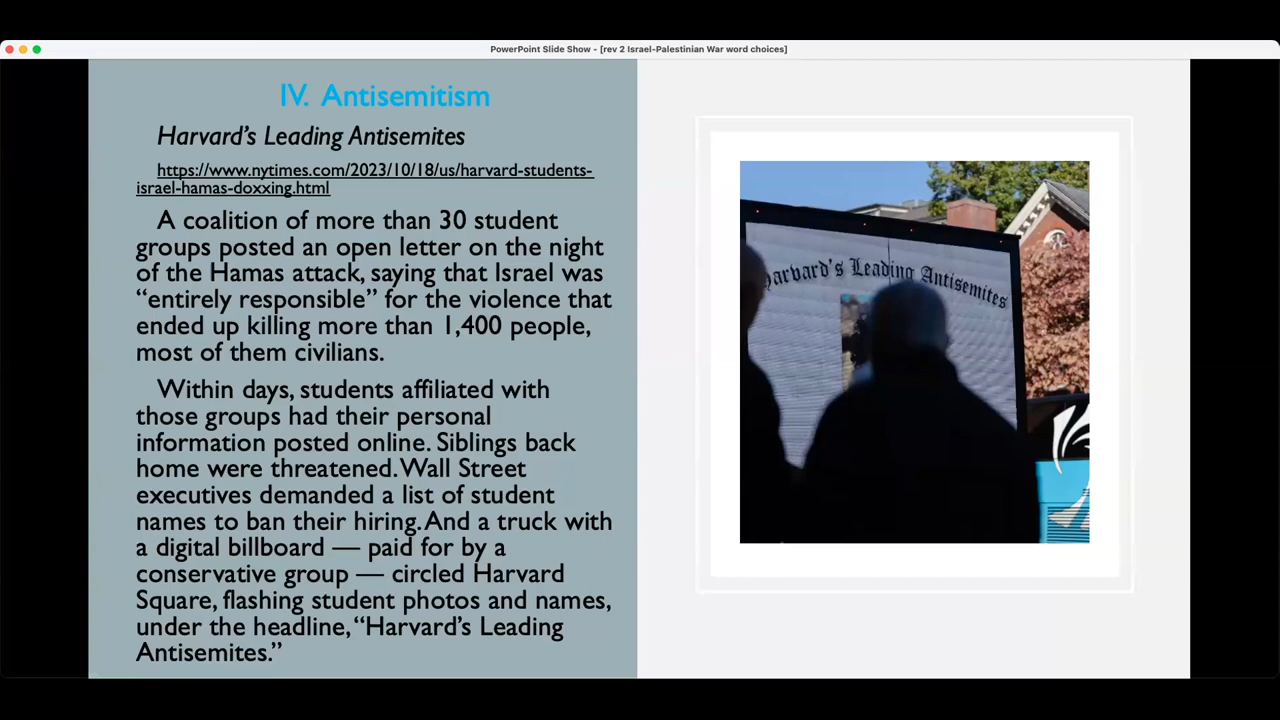 PowerPoint Slide Show - [rev 2 Israel-Palestinian War word choices]
IV. Antisemitism
Harvard's Leading Antisemites
https://www.nytimes.com/2023/10/18/us/harvard-students-
israel-hamas-doxxing.html
A coalition of more than 30 student
groups posted an open letter on the night
of the Hamas attack, saying that Israel was
“entirely responsible” for the violence that
ended up killing more than 1,400 people,
most of them civilians.
Within days, students affiliated with
those groups had their personal
information posted online. Siblings back
home were threatened. Wall Street
executives demanded a list of student
names to ban their hiring. And a truck with
a digital billboard — paid for by a
conservative group — circled Harvard
Square, flashing student photos and names,
under the headline, “Harvard's Leading
Antisemites.”
arvard's Leading Antisemites